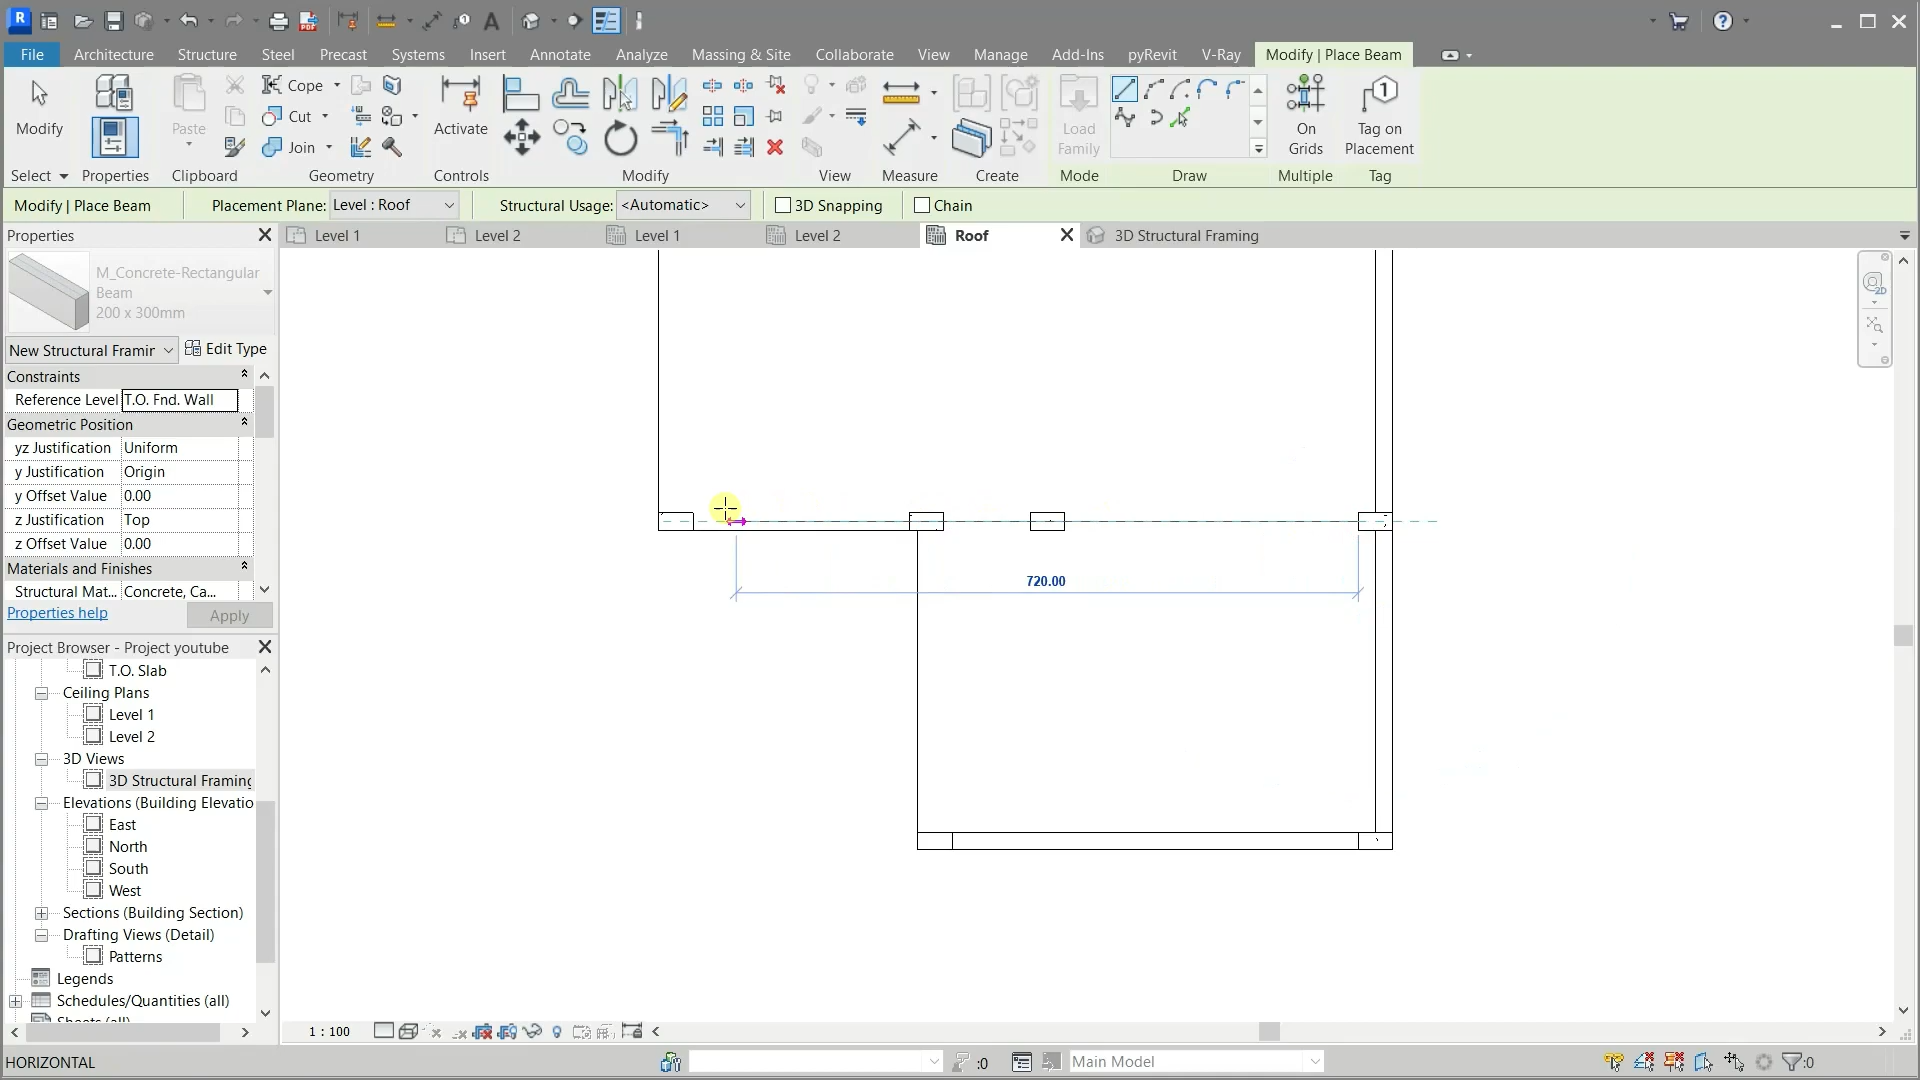 File Architecture Structure Steel Precast Systems Insert Annotate Analyze Massing & Site Collaborate View Manage Add-Ins pyRevit V-Ray Modify | Place Beam
Modify
Paste
Cope
Cut
Join
Activate
Load Family
On Grids
Tag on Placement
Select Properties Clipboard Geometry Controls Modify View Measure Create Mode Draw Multiple Tag
Modify | Place Beam Placement Plane: Level : Roof Structural Usage: <Automatic> 3D Snapping Chain
Properties
Level 1 Level 2 Level 1 Level 2 Roof 3D Structural Framing
M_Concrete-Rectangular
Beam
200 x 300mm
New Structural Framir Edit Type
Constraints
Reference Level T.O. Fnd. Wall
Geometric Position
yz Justification Uniform
y Justification Origin
y Offset Value 0.00
z Justification Top
z Offset Value 0.00
Materials and Finishes
Structural Mat... Concrete, Ca...
Properties help Apply
720.00
Project Browser - Project youtube
T.O. Slab
Ceiling Plans
Level 1
Level 2
3D Views
3D Structural Framing
Elevations (Building Elevatio
East
North
South
West
Sections (Building Section)
Drafting Views (Detail)
Patterns
Legends
Schedules/Quantities (all)
Sheets (all)
1 : 100
HORIZONTAL :0 Main Model :0